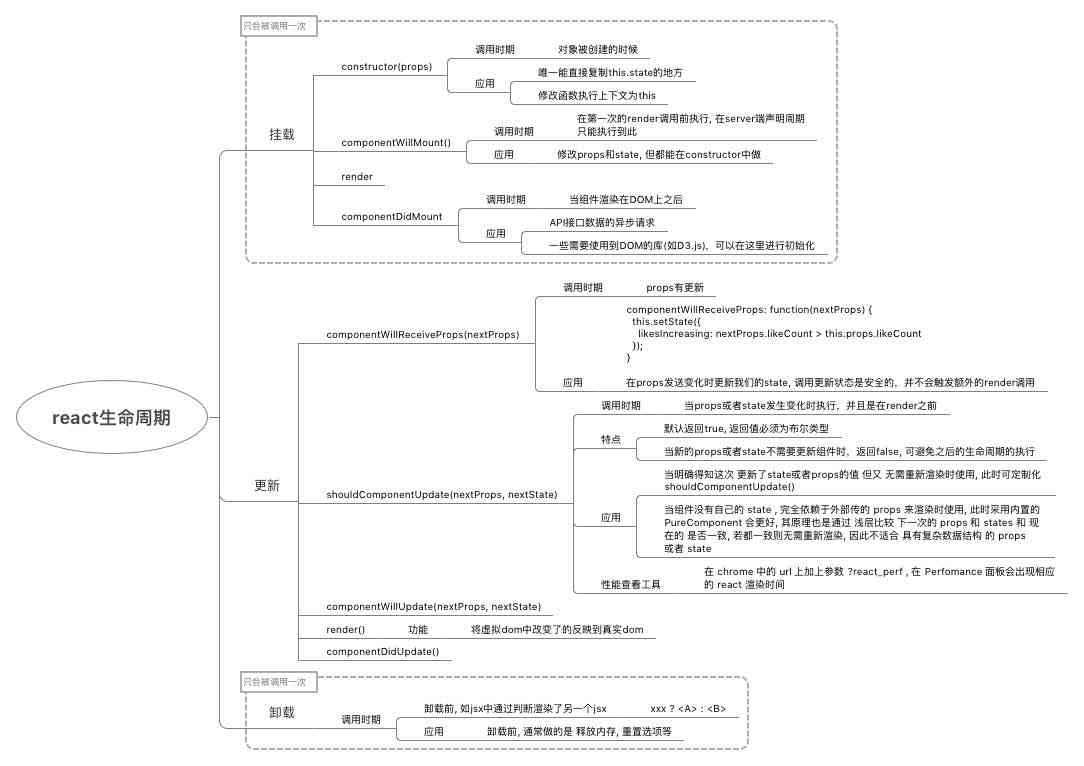 react生命周期
只会被调用一次
挂载
constructor(props)
调用时期
对象被创建的时候
应用
唯一能直接复制this.state的地方
修改函数执行上下文为this
componentWillMount()
调用时期
在第一次的render调用前执行, 在server端声明周期
只能执行到此
应用
修改props和state, 但都能在constructor中做
render
componentDidMount
调用时期
当组件渲染在DOM上之后
应用
API接口数据的异步请求
一些需要使用到DOM的库(如D3.js)，可以在这里进行初始化
更新
componentWillReceiveProps(nextProps)
调用时期
props有更新
应用
componentWillReceiveProps: function(nextProps) {
this.setState({
likesIncreasing: nextProps.likeCount > this.props.likeCount
});
}
在props发送变化时更新我们的state, 调用更新状态是安全的，并不会触发额外的render调用
shouldComponentUpdate(nextProps, nextState)
调用时期
当props或者state发生变化时执行，并且是在render之前
特点
默认返回true, 返回值必须为布尔类型
当新的props或者state不需要更新组件时，返回false, 可避免之后的生命周期的执行
应用
当明确得知这次 更新了state或者props的值 但又 无需重新渲染时使用, 此时可定制化
shouldComponentUpdate()
当组件没有自己的 state , 完全依赖于外部传的 props 来渲染时使用, 此时采用内置的
PureComponent 会更好, 其原理也是通过 浅层比较 下一次的 props 和 states 和 现
在的 是否一致, 若都一致则无需重新渲染, 因此不适合 具有复杂数据结构 的 props
或者 state
性能查看工具
在 chrome 中的 url 上加上参数 ?react_perf , 在 Perfomance 面板会出现相应
的 react 渲染时间
componentWillUpdate(nextProps, nextState)
render()
功能
将虚拟dom中改变了的反映到真实dom
componentDidUpdate()
只会被调用一次
卸载
调用时期
卸载前, 如jsx中通过判断渲染了另一个jsx
xxx ? <A> : <B>
应用
卸载前, 通常做的是 释放内存, 重置选项等